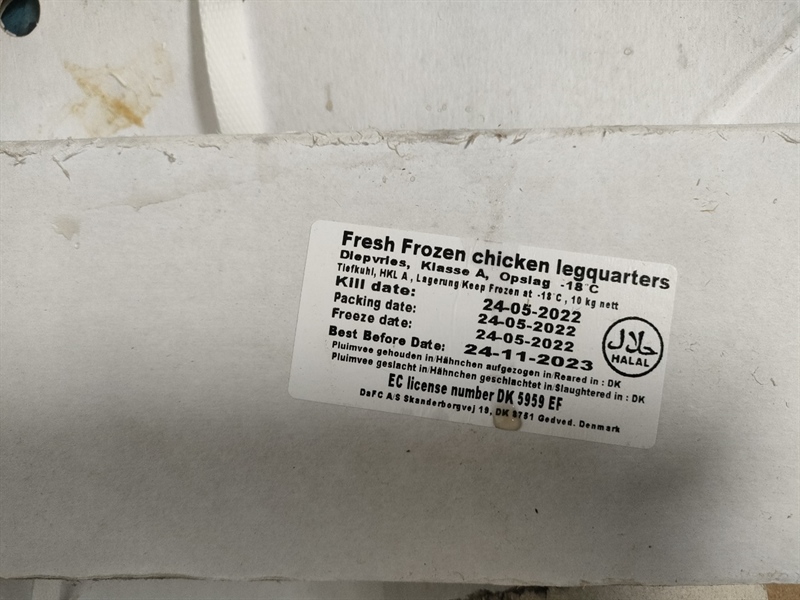 Fresh Frozen chicken legquarters
Diepvries, Klasse A, Opslag -18°C
Tiefkuhl, HKL A, Lagerung Keep Frozen at -18°C, 10 kg nett
Kill date: 24-05-2022
Packing date: 24-05-2022
Freeze date: 24-05-2022
Best Before Date: 24-11-2023
Pluimvee gehouden in/Hähnchen aufgezogen in/Reared in : DK
Pluimvee geslacht in/Hähnchen geschlachtet in/Slaughtered in : DK
EC license number DK 5959 EF
DaFC A/S Skanderborgvej 19, DK 8751 Gedved. Denmark
حلال
HALAL